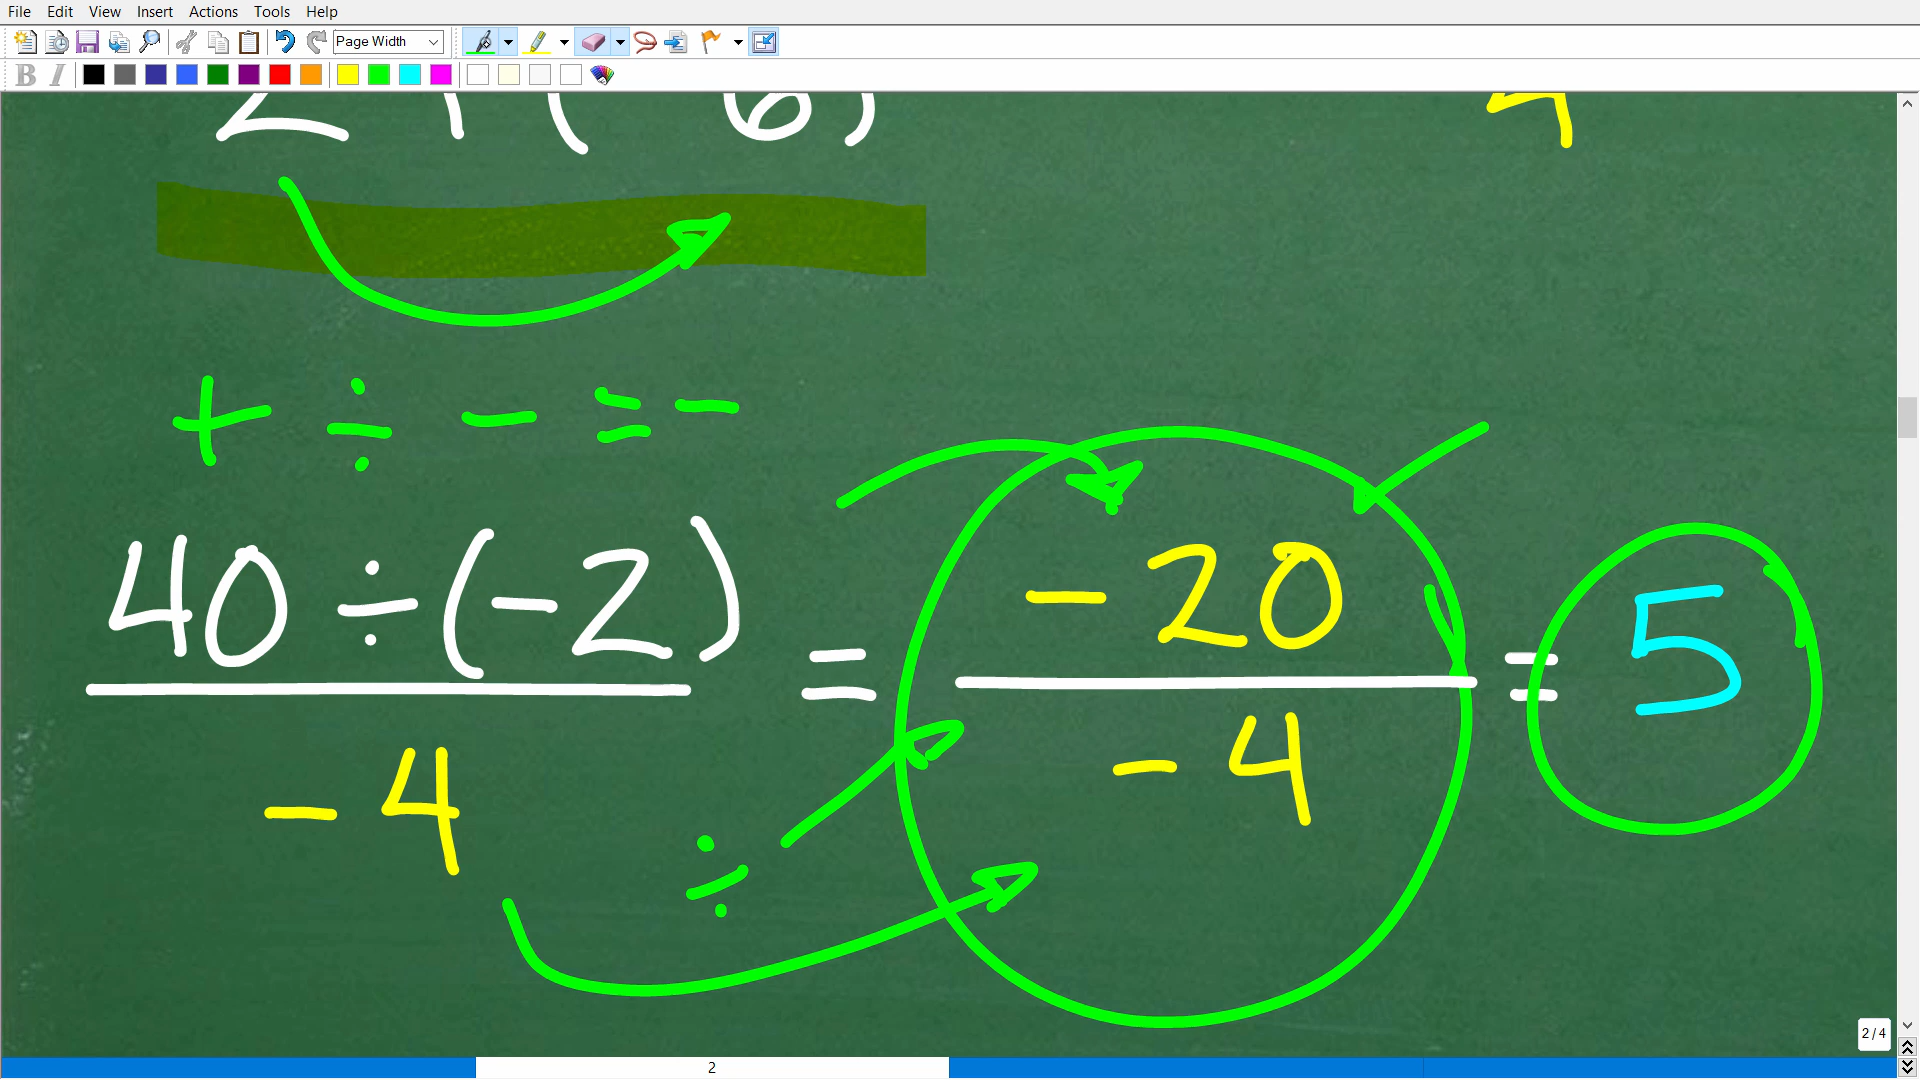 File Edit View Insert Actions Tools Help
Page Width
B I
+ ÷ - = -
40 ÷ (-2)
-4
=
-20
-4
= 5
÷
2 / 4
2